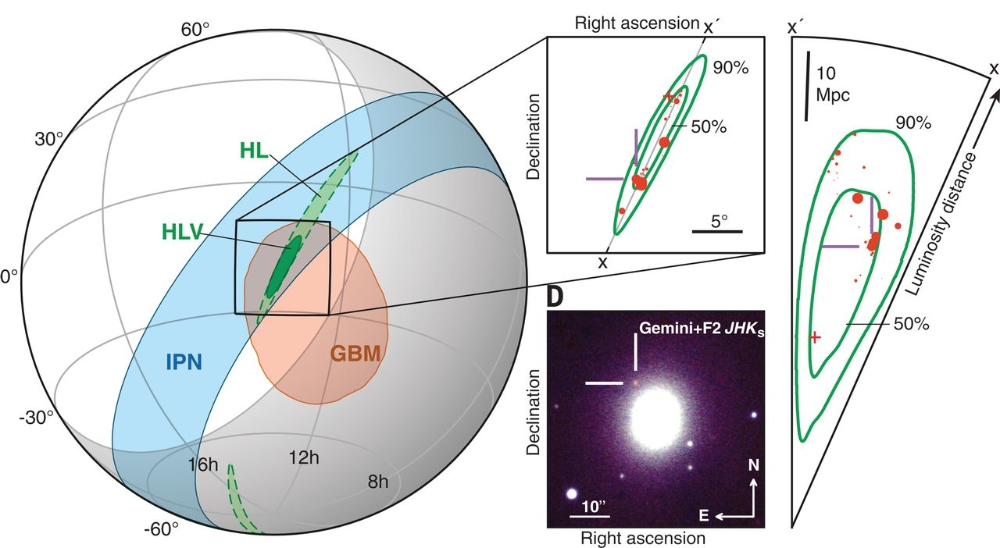 60°
30°
0°
-30°
-60°
HL
HLV
IPN
GBM
16h
12h
8h
Right ascension
x´
90%
50%
Declination
5°
x
D
Gemini+F2 JHKs
Declination
10”
N
E
Right ascension
x´
x
10
Mpc
90%
50%
Luminosity distance